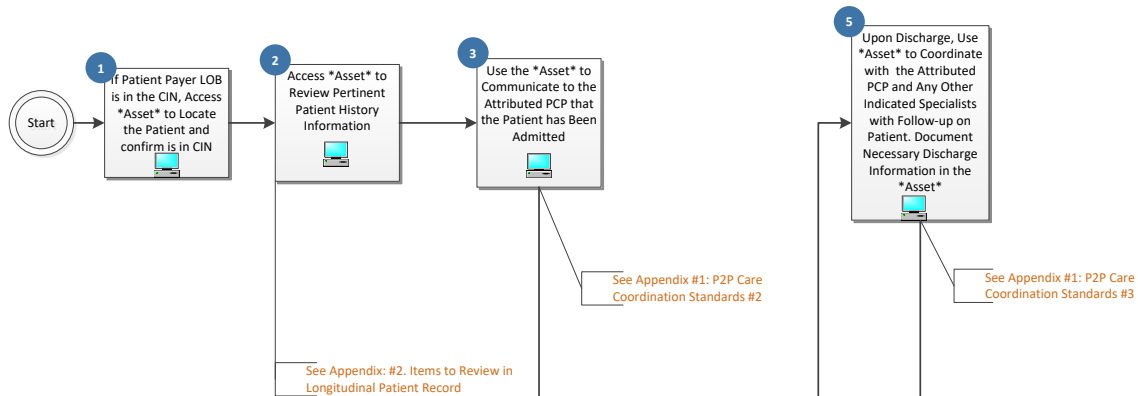 Start
1
If Patient Payer LOB
is in the CIN, Access
*Asset* to Locate
the Patient and
confirm is in CIN
2
Access *Asset* to
Review Pertinent
Patient History
Information
3
Use the *Asset* to
Communicate to the
Attributed PCP that
the Patient has Been
Admitted
5
Upon Discharge, Use
*Asset* to Coordinate
with the Attributed
PCP and Any Other
Indicated Specialists
with Follow-up on
Patient. Document
Necessary Discharge
Information in the
*Asset*
See Appendix #1: P2P Care
Coordination Standards #2
See Appendix #1: P2P Care
Coordination Standards #3
See Appendix: #2. Items to Review in
Longitudinal Patient Record